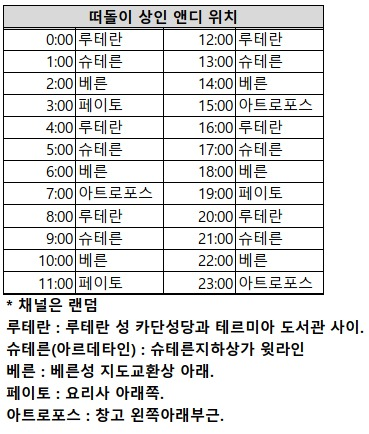 떠돌이 상인 앤디 위치
0:00 루테란 12:00 루테란
1:00 슈테른 13:00 슈테른
2:00 베른 14:00 베른
3:00 페이토 15:00 아트로포스
4:00 루테란 16:00 루테란
5:00 슈테른 17:00 슈테른
6:00 베른 18:00 베른
7:00 아트로포스 19:00 페이토
8:00 루테란 20:00 루테란
9:00 슈테른 21:00 슈테른
10:00 베른 22:00 베른
11:00 페이토 23:00 아트로포스
* 채널은 랜덤
루테란 : 루테란 성 카단성당과 테르미아 도서관 사이.
슈테른(아르데타인) : 슈테른지하상가 윗라인
베른 : 베른성 지도교환상 아래.
페이토 : 요리사 아래쪽.
아트로포스 : 창고 왼쪽아래부근.